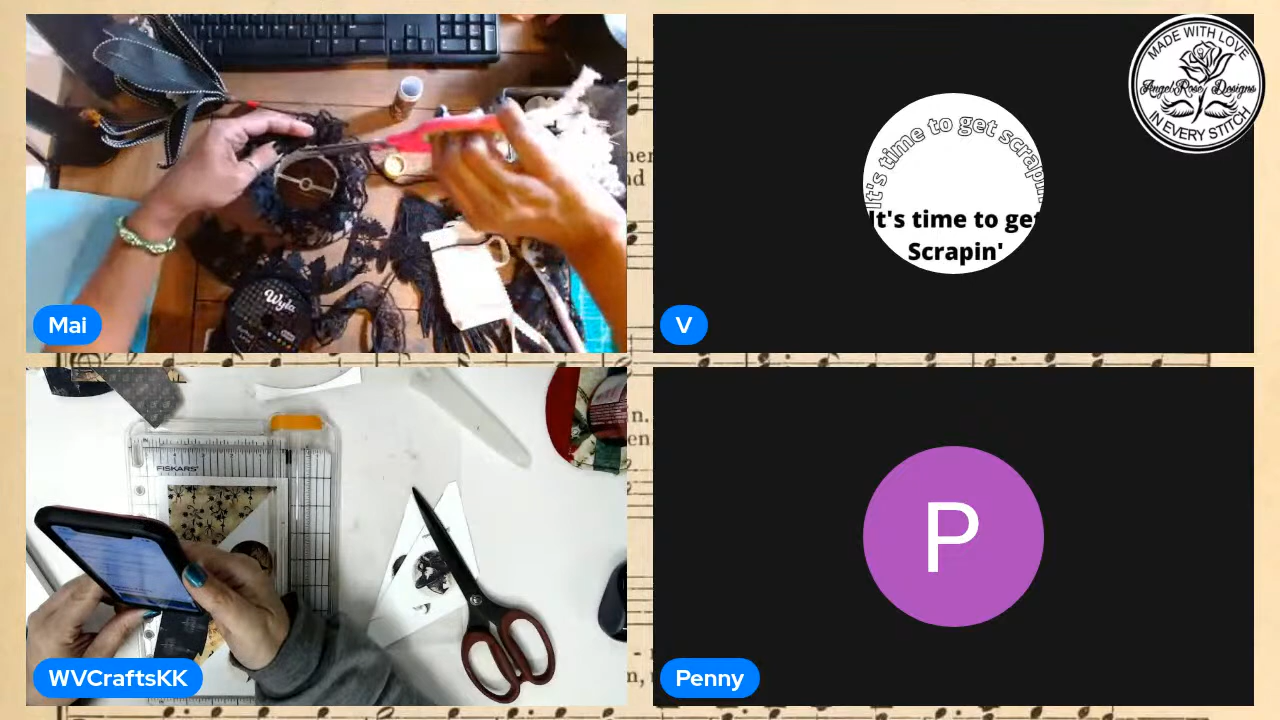 Mai
Wyla
It's time to get scrapin'
It's time to get
Scrapin'
V
MADE WITH LOVE
AngelRose Designs
IN EVERY STITCH
FISKARS
WVCraftsKK
P
Penny